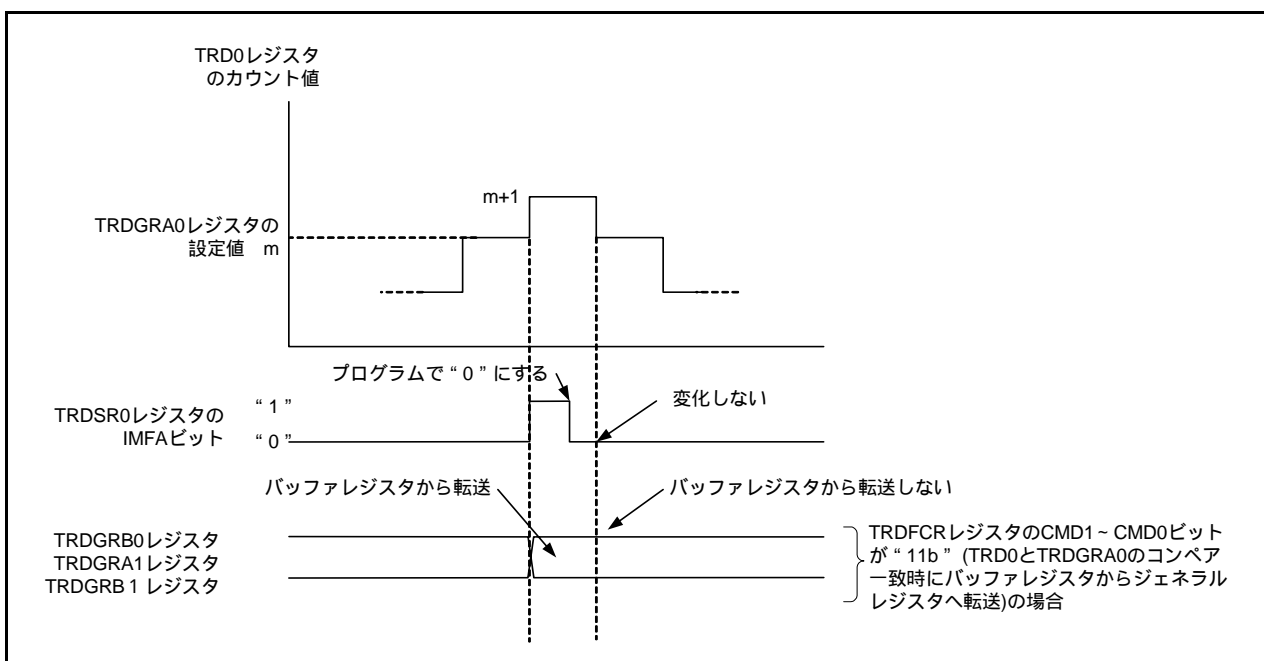 TRD0レジスタ
のカウント値
m+1
TRDGRA0レジスタの
設定値 m
プログラムで“0”にする
変化しない
TRDSR0レジスタの
IMFAビット
“1”
“0”
バッファレジスタから転送
バッファレジスタから転送しない
TRDGRB0レジスタ
TRDGRA1レジスタ
TRDGRB1レジスタ
TRDFCRレジスタのCMD1~CMD0ビット
が“11b”(TRD0とTRDGRA0のコンペア
一致時にバッファレジスタからジェネラル
レジスタへ転送)の場合